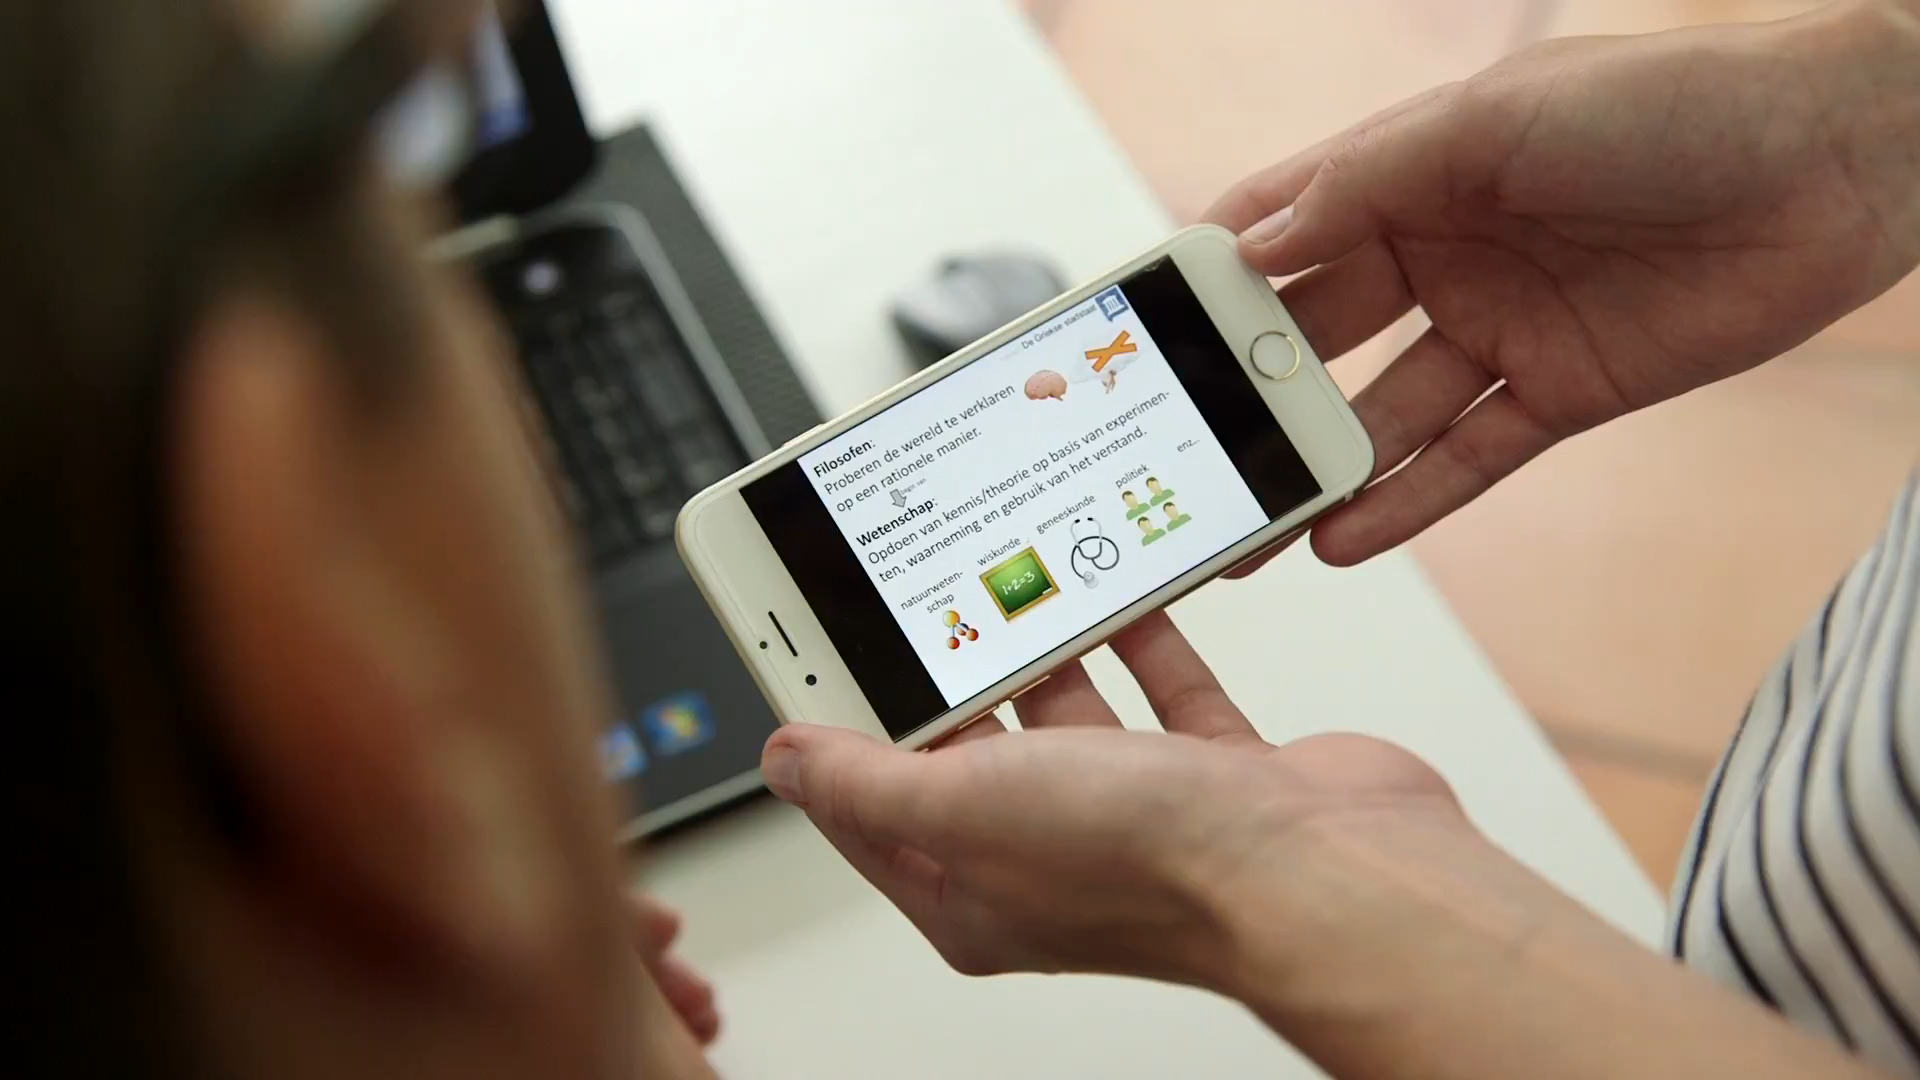 De Griekse stadstaat
Filosofen:
Proberen de wereld te verklaren
op een rationele manier.
Wetenschap:
Opdoen van kennis/theorie op basis van experimen-
ten, waarneming en gebruik van het verstand.
natuurweten-
schap
wiskunde
geneeskunde
politiek
enz...
1+2=3